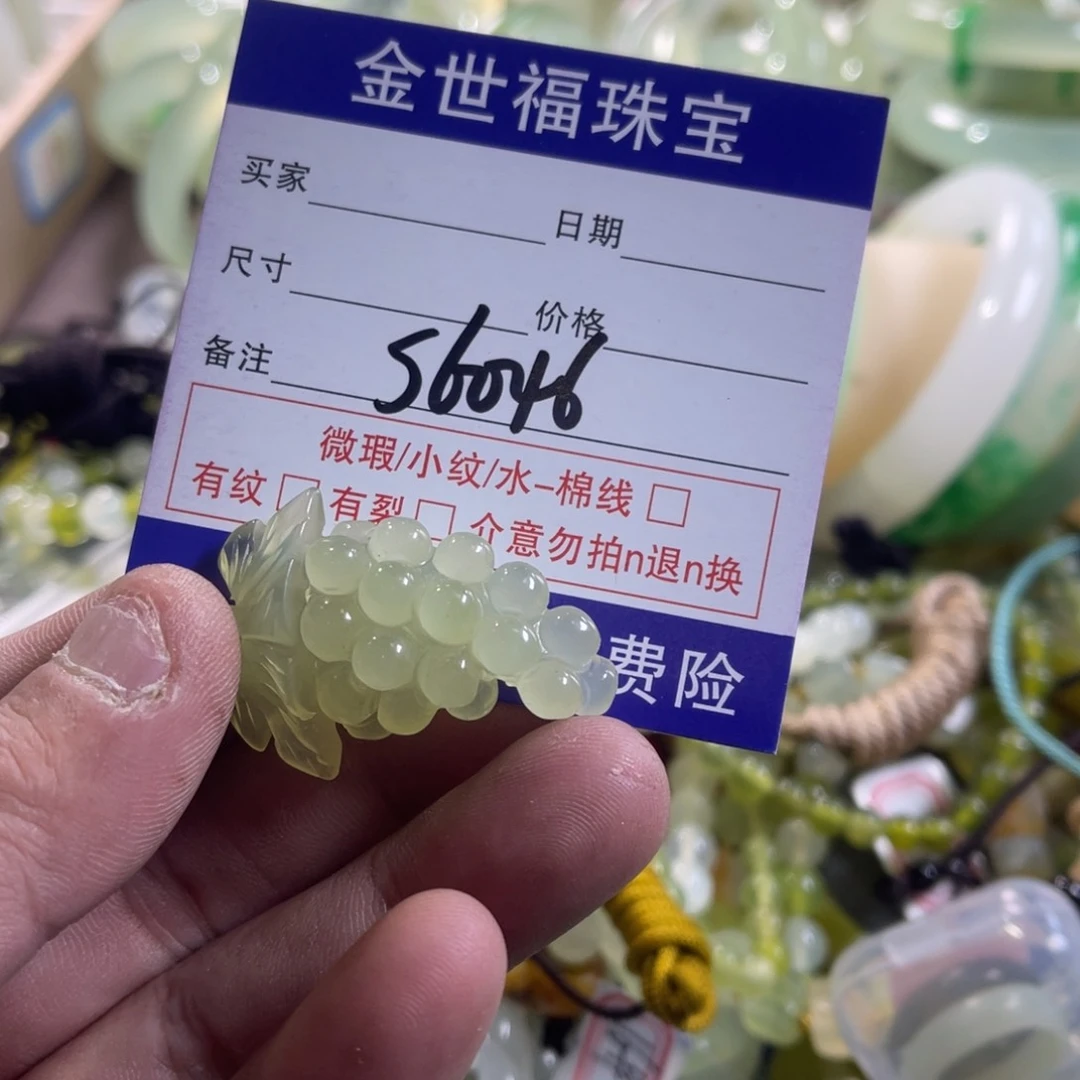 金世福珠宝
买家 日期
尺寸 价格
备注 S6046
微瑕/小纹/水-棉线 □
有纹 □ 有裂 □ 介意勿拍n退n换
费险